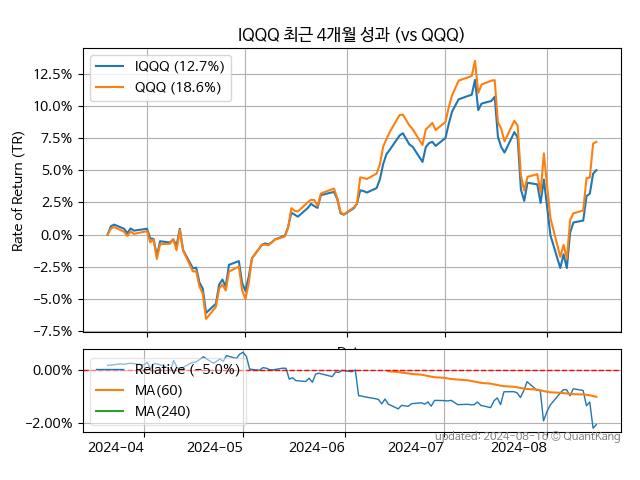 IQQQ 최근 4개월 성과 (vs QQQ)
IQQQ (12.7%)
QQQ (18.6%)
Rate of Return (TR)
12.5%
10.0%
7.5%
5.0%
2.5%
0.0%
−2.5%
−5.0%
−7.5%
Relative (−5.0%)
MA(60)
MA(240)
0.00%
−2.00%
updated: 2024-08-16 © QuantKang
2024-04
2024-05
2024-06
2024-07
2024-08